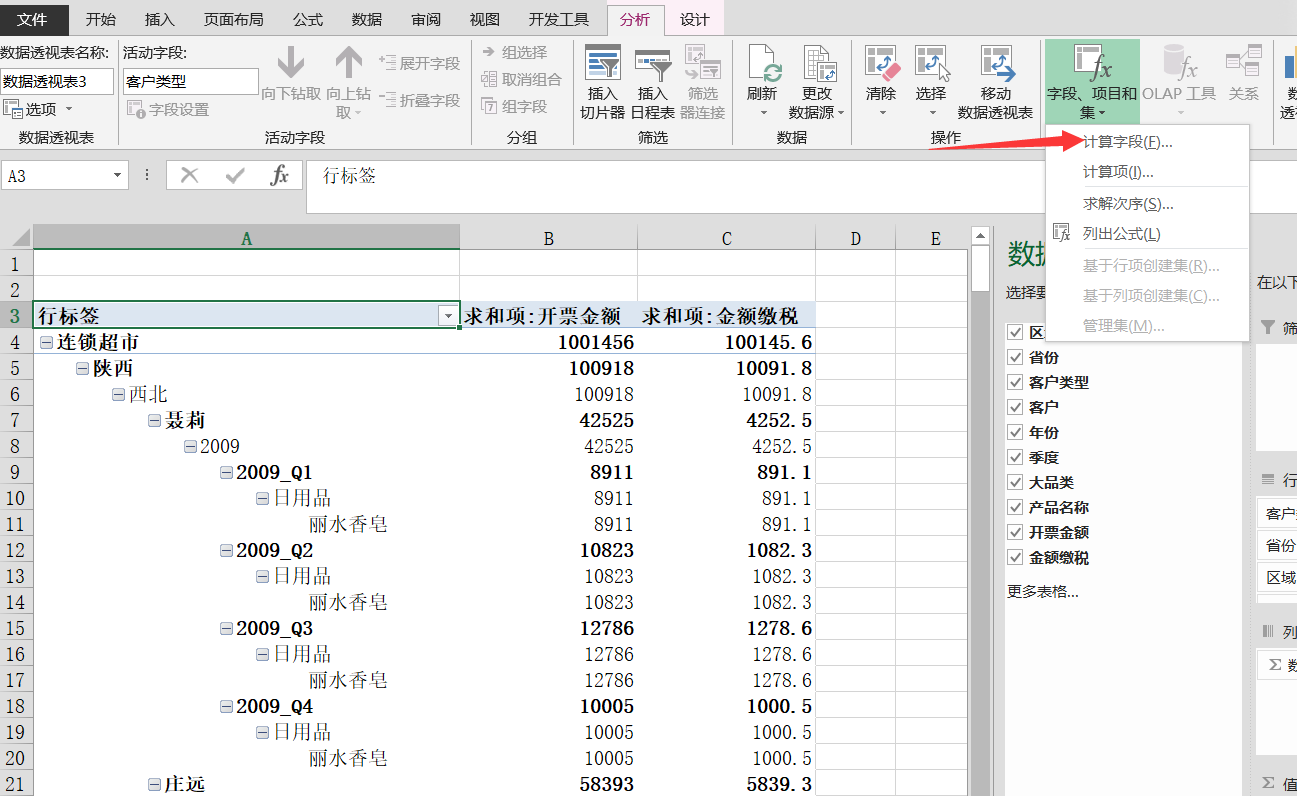 文件 开始 插入 页面布局 公式 数据 审阅 视图 开发工具 分析 设计
数据透视表名称: 活动字段:
数据透视表3 客户类型
选项 字段设置
向下钻取 向上钻取
展开字段
折叠字段
组选择
取消组合
组字段
插入切片器
插入日程表
筛选器连接
刷新
更改数据源
清除
选择
移动数据透视表
字段、项目和集
OLAP 工具
关系
数据透视表 活动字段 分组 筛选 数据 操作
计算字段(F)...
计算项(I)...
求解次序(S)...
列出公式(L)
基于行项创建集(R)...
基于列项创建集(C)...
管理集(M)...
A3 fx 行标签
A B C D E
1
2
3 行标签 求和项:开票金额 求和项:金额缴税
4 连锁超市 1001456 100145.6
5 陕西 100918 10091.8
6 西北 100918 10091.8
7 聂莉 42525 4252.5
8 2009 42525 4252.5
9 2009_Q1 8911 891.1
10 日用品 8911 891.1
11 丽水香皂 8911 891.1
12 2009_Q2 10823 1082.3
13 日用品 10823 1082.3
14 丽水香皂 10823 1082.3
15 2009_Q3 12786 1278.6
16 日用品 12786 1278.6
17 丽水香皂 12786 1278.6
18 2009_Q4 10005 1000.5
19 日用品 10005 1000.5
20 丽水香皂 10005 1000.5
21 庄远 58393 5839.3
选择要
区
省份
客户类型
客户
年份
季度
大品类
产品名称
开票金额
金额缴税
更多表格...
在以下
筛
行
客户
省份
区域
列
Σ 数
Σ 值